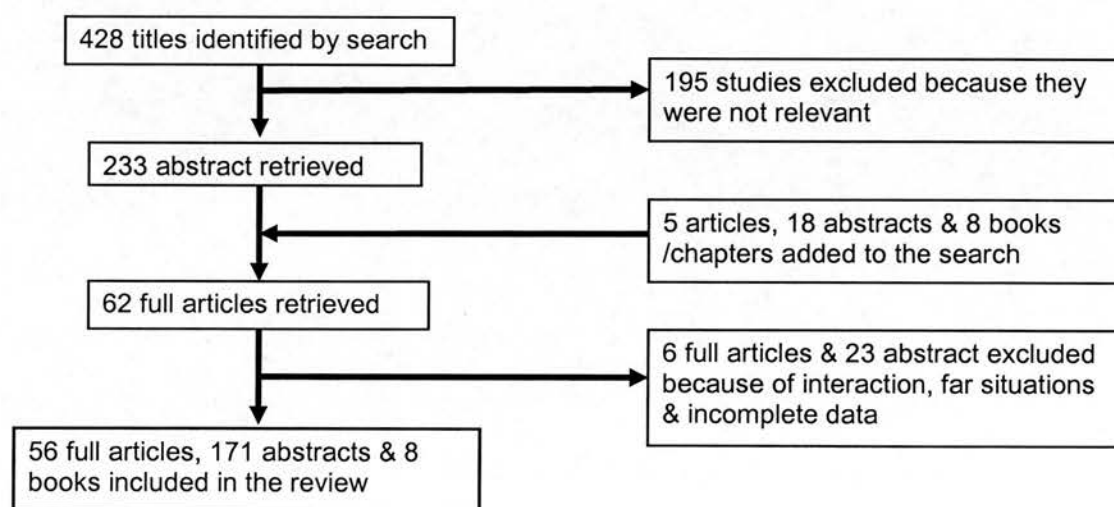 428 titles identified by search
195 studies excluded because they
were not relevant
233 abstract retrieved
5 articles, 18 abstracts & 8 books
/chapters added to the search
62 full articles retrieved
6 full articles & 23 abstract excluded
because of interaction, far situations
& incomplete data
56 full articles, 171 abstracts & 8
books included in the review